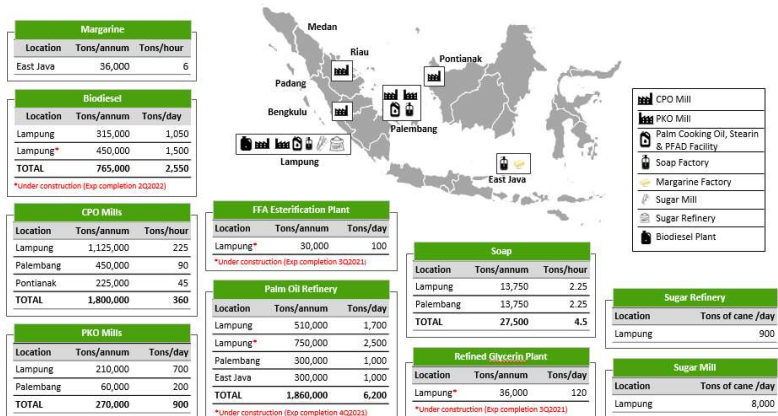 Margarine
Location Tons/annum Tons/hour
East Java 36,000 6
Biodiesel
Location Tons/annum Tons/day
Lampung 315,000 1,050
Lampung* 450,000 1,500
TOTAL 765,000 2,550
*Under construction (Exp completion 2Q2022)
CPO Mills
Location Tons/annum Tons/hour
Lampung 1,125,000 225
Palembang 450,000 90
Pontianak 225,000 45
TOTAL 1,800,000 360
PKO Mills
Location Tons/annum Tons/day
Lampung 210,000 700
Palembang 60,000 200
TOTAL 270,000 900
Medan
Riau
Padang
Bengkulu
Lampung
Palembang
Pontianak
East Java
CPO Mill
PKO Mill
Palm Cooking Oil, Stearin
& PFAD Facility
Soap Factory
Margarine Factory
Sugar Mill
Sugar Refinery
Biodiesel Plant
FFA Esterification Plant
Location Tons/annum Tons/day
Lampung* 30,000 100
*Under construction (Exp completion 3Q2021)
Palm Oil Refinery
Location Tons/annum Tons/day
Lampung 510,000 1,700
Lampung* 750,000 2,500
Palembang 300,000 1,000
East Java 300,000 1,000
TOTAL 1,860,000 6,200
*Under construction (Exp completion 4Q2021)
Soap
Location Tons/annum Tons/hour
Lampung 13,750 2.25
Palembang 13,750 2.25
TOTAL 27,500 4.5
Refined Glycerin Plant
Location Tons/annum Tons/day
Lampung* 36,000 120
*Under construction (Exp completion 3Q2021)
Sugar Refinery
Location Tons of cane /day
Lampung 900
Sugar Mill
Location Tons of cane /day
Lampung 8,000